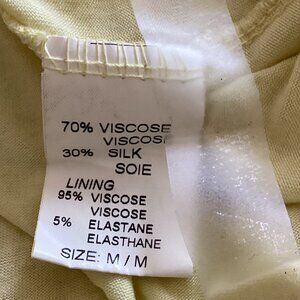 70% VISCOSE
VISCOSE
30% SILK
SOIE
LINING
95% VISCOSE
VISCOSE
5% ELASTANE
ELASTHANE
SIZE: M / M